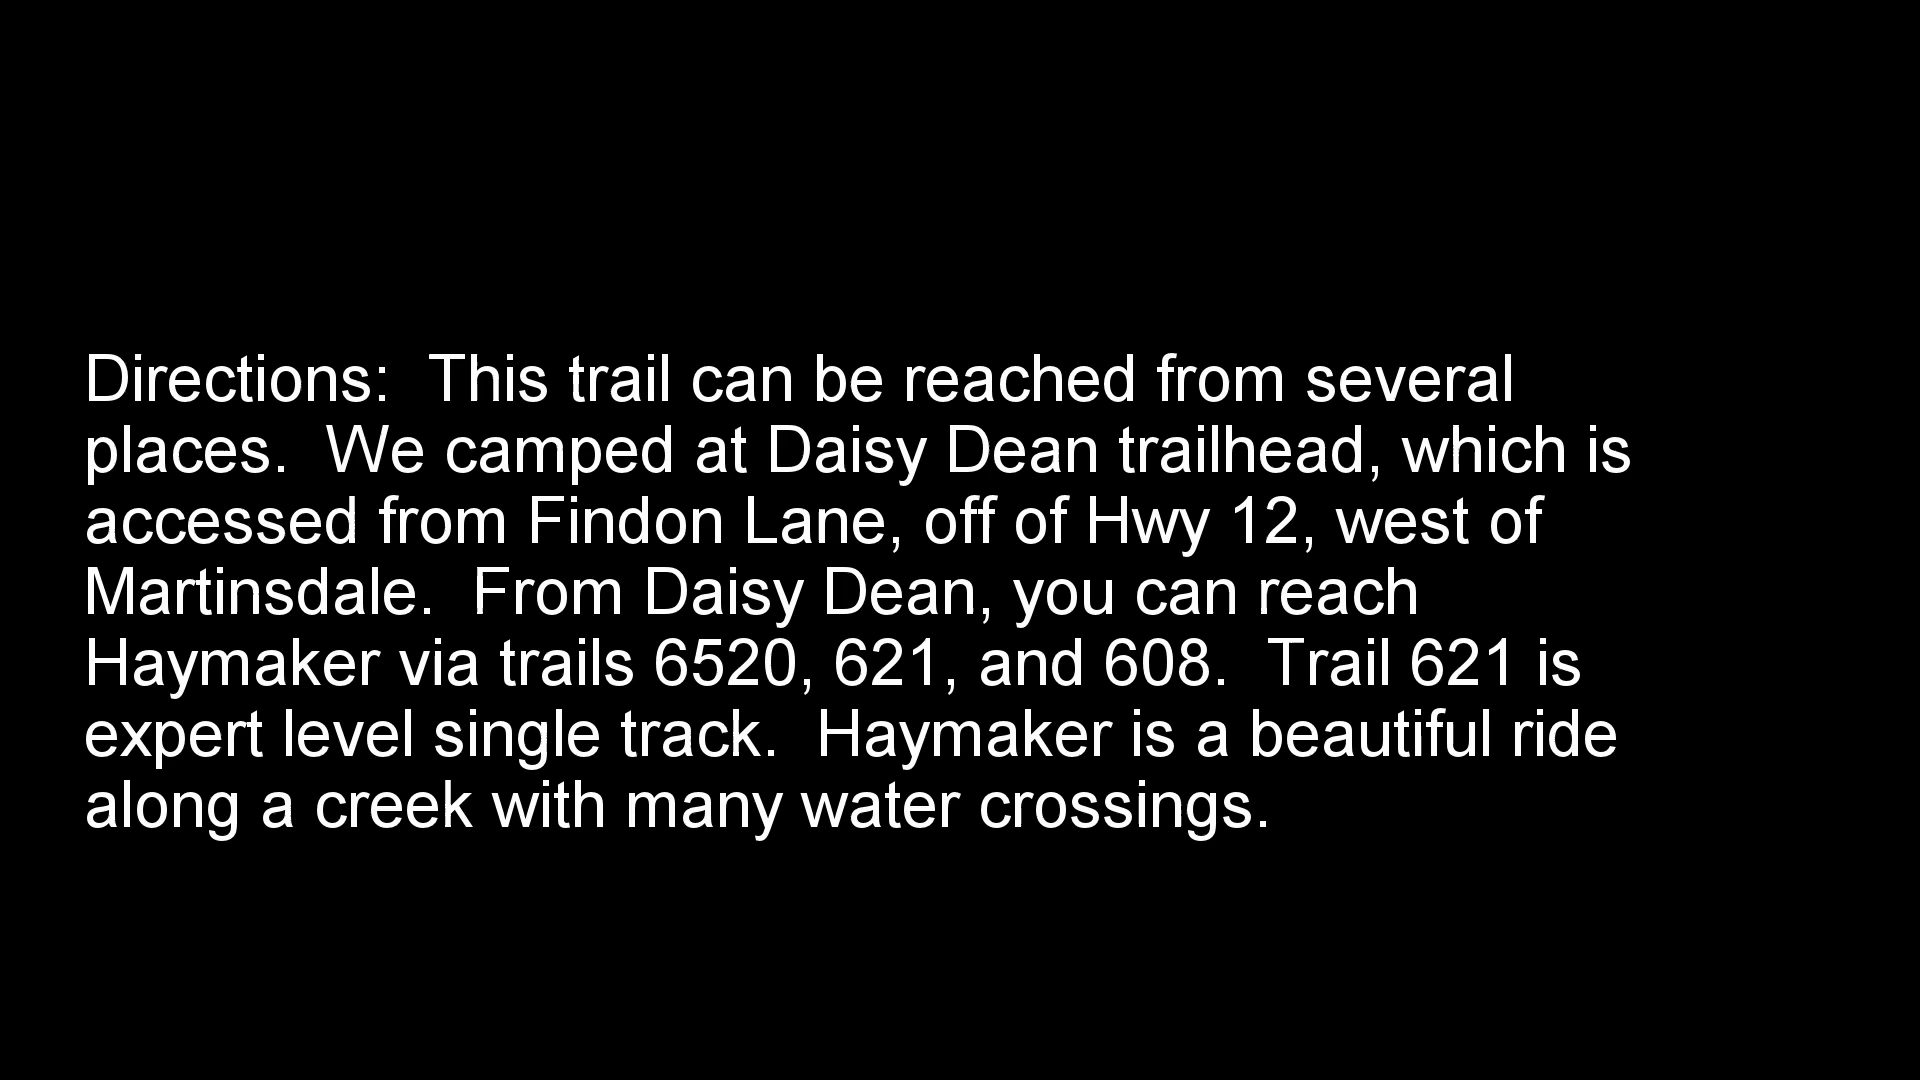 Directions:  This trail can be reached from several
places.  We camped at Daisy Dean trailhead, which is
accessed from Findon Lane, off of Hwy 12, west of
Martinsdale.  From Daisy Dean, you can reach
Haymaker via trails 6520, 621, and 608.  Trail 621 is
expert level single track.  Haymaker is a beautiful ride
along a creek with many water crossings.